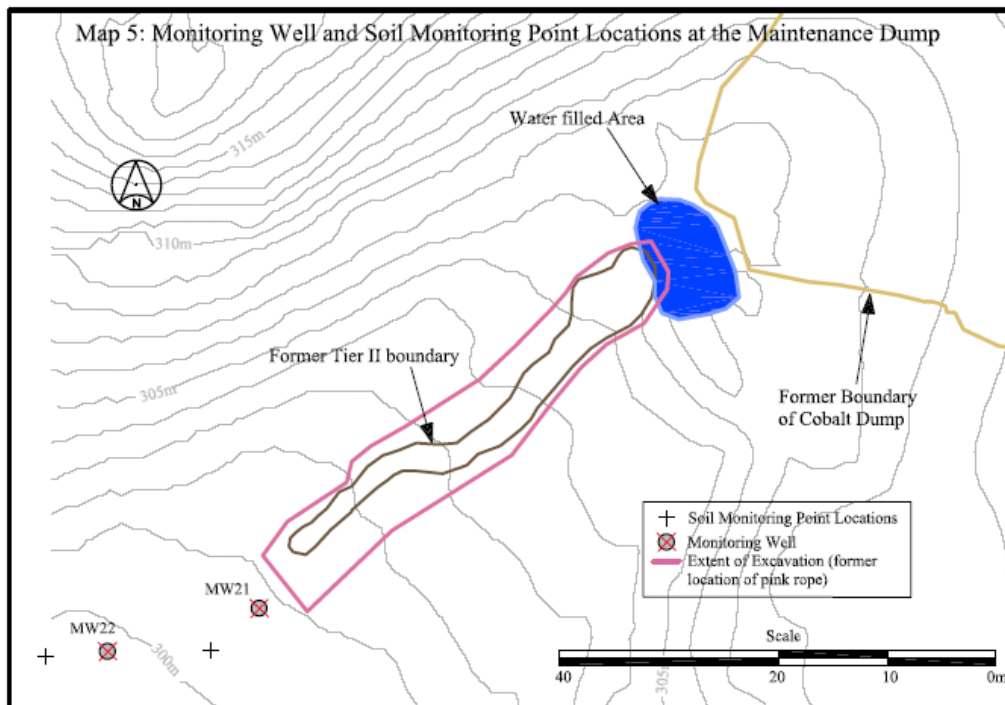 Map 5: Monitoring Well and Soil Monitoring Point Locations at the Maintenance Dump
Water filled Area
315m
N
310m
Former Tier II boundary
305m
Former Boundary
of Cobalt Dump
Soil Monitoring Point Locations
Monitoring Well
Extent of Excavation (former
location of pink rope)
MW21
MW22
300m
305m
Scale
40 20 10 0m